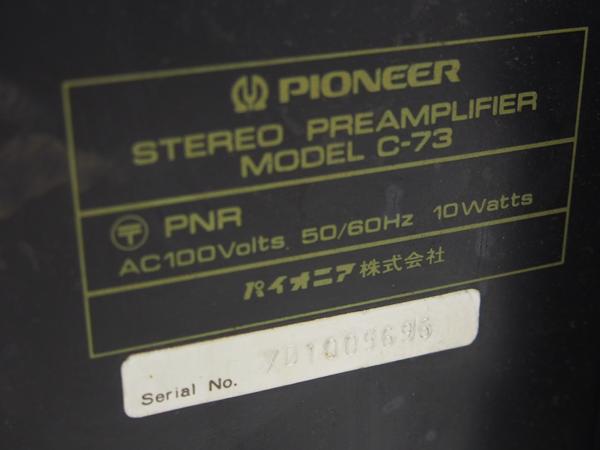 PIONEER
STEREO PREAMPLIFIER
MODEL C-73
〒 PNR
AC100Volts 50/60Hz 10Watts
パイオニア株式会社
Serial No.